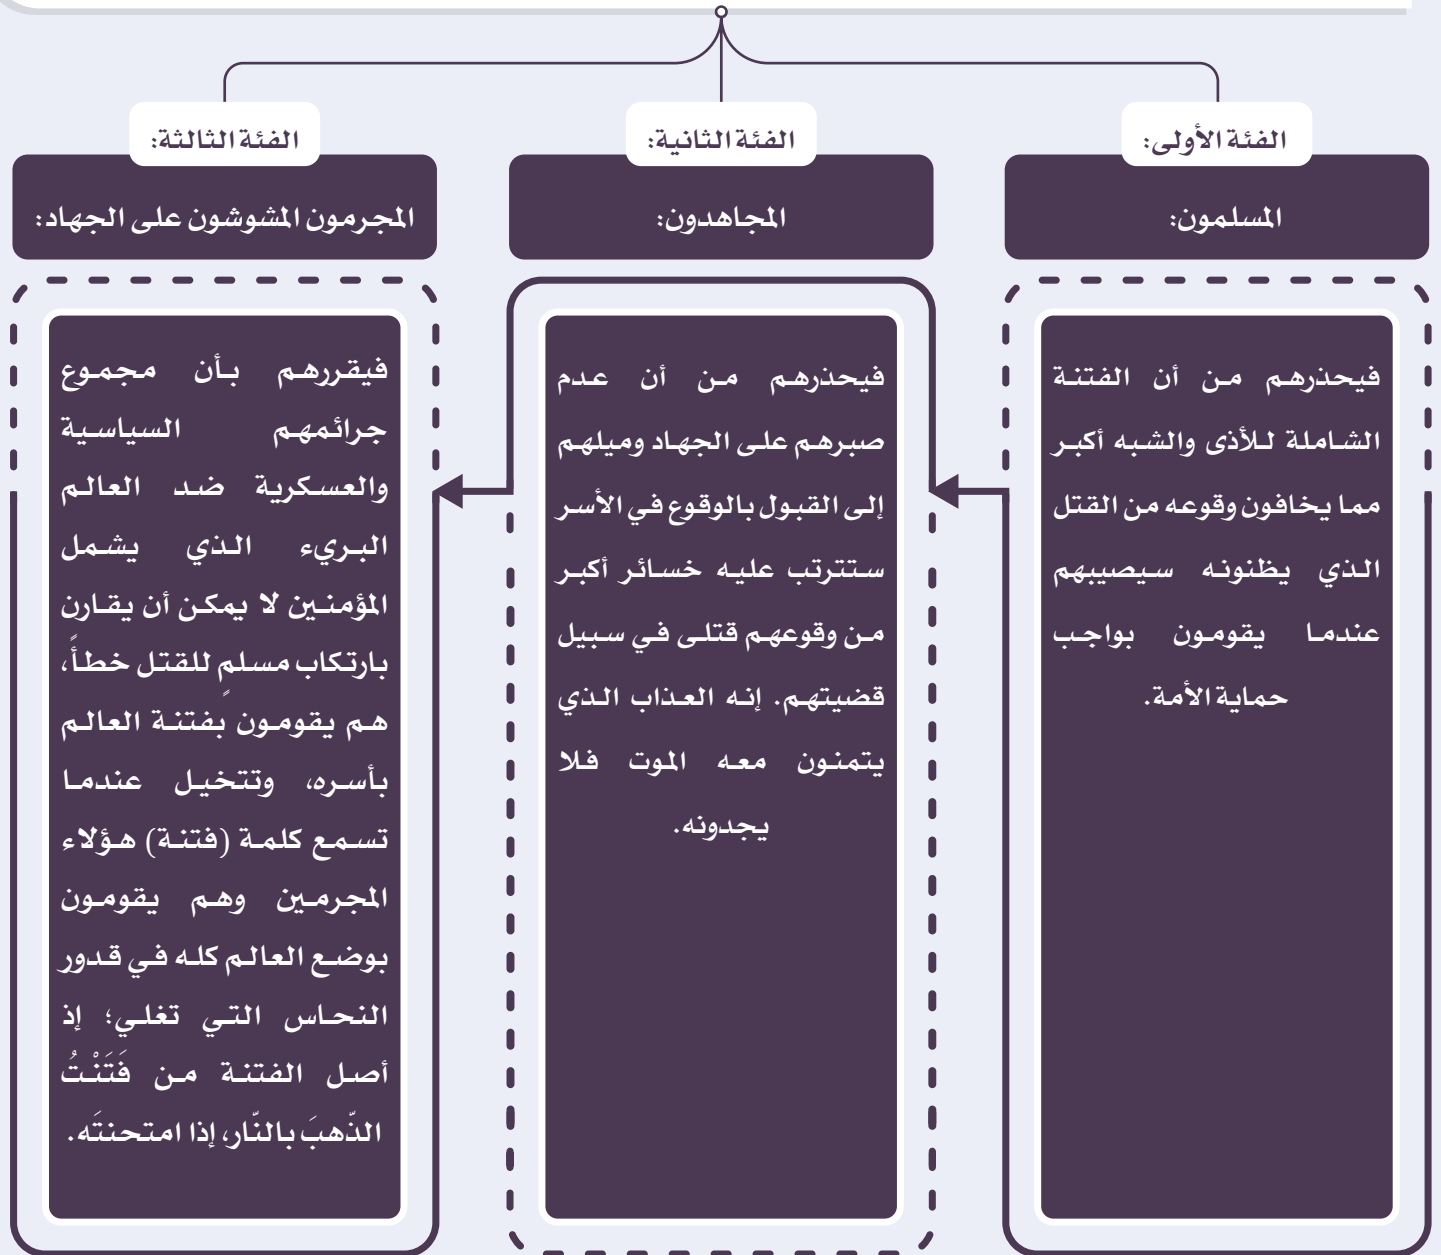 الفئة الأولى:
المسلمون:
فيحذرهم من أن الفتنة
الشاملة للأذى والشبه أكبر
مما يخافون وقوعه من القتل
الذي يظنونه سيصيبهم
عندما يقومون بواجب
حماية الأمة.
الفئة الثانية:
المجاهدون:
فيحذرهم من أن عدم
صبرهم على الجهاد وميلهم
إلى القبول بالوقوع في الأسر
ستترتب عليه خسائر أكبر
من وقوعهم قتلى في سبيل
قضيتهم. إنه العذاب الذي
يتمنون معه الموت فلا
يجدونه.
الفئة الثالثة:
المجرمون المشوشون على الجهاد:
فيقررهم بأن مجموع
جرائمهم السياسية
والعسكرية ضد العالم
البريء الذي يشمل
المؤمنين لا يمكن أن يقارن
بارتكاب مسلمٍ للقتل خطأً،
هم يقومون بفتنة العالم
بأسره، وتتخيل عندما
تسمع كلمة (فتنة) هؤلاء
المجرمين وهم يقومون
بوضع العالم كله في قدور
النحاس التي تغلي؛ إذ
أصل الفتنة من فَتَنْتُ
الذّهبَ بالنّار، إذا امتحنتَه.